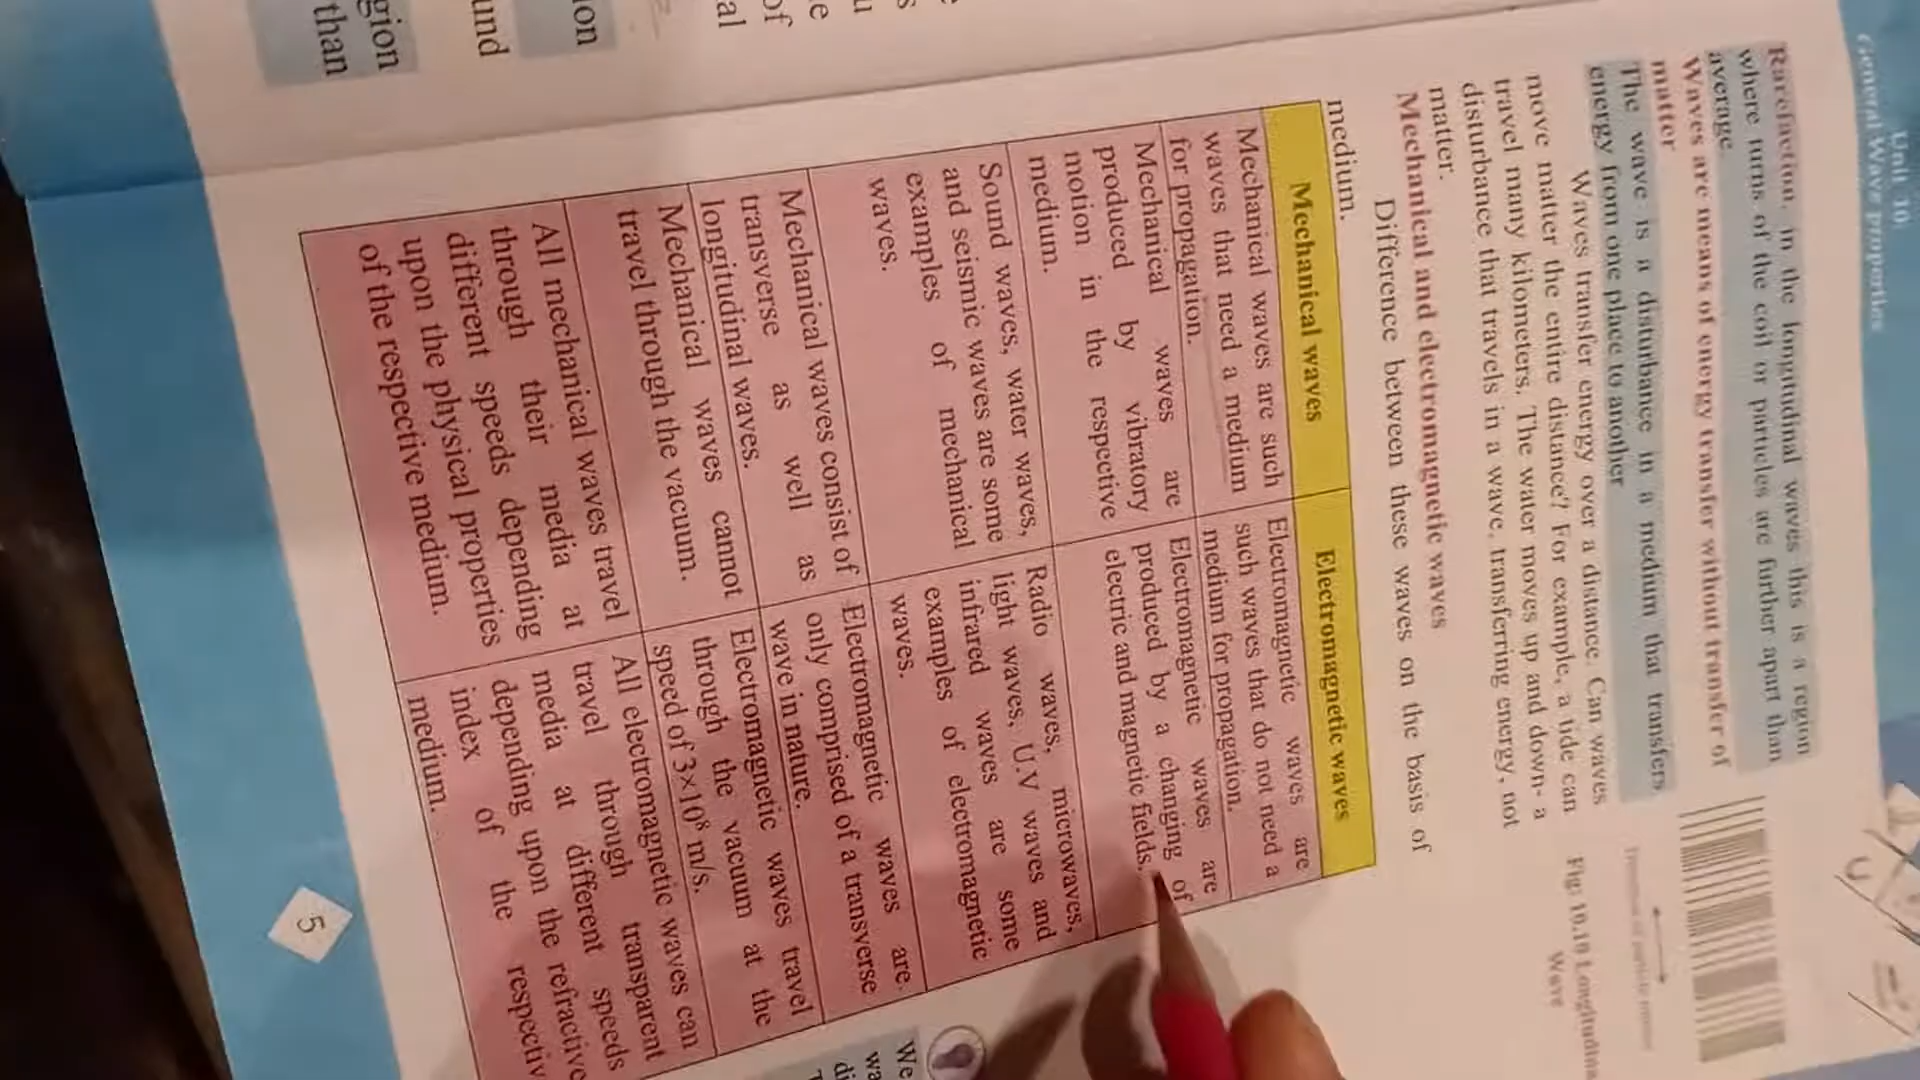 Unit 10:
General Wave properties
Rarefaction, in the longitudinal waves this is a region
where turns of the coil or particles are further apart than
average.
Waves are means of energy transfer without transfer of
matter
The wave is a disturbance in a medium that transfers
energy from one place to another
Waves transfer energy over a distance. Can waves
move matter the entire distance? For example, a tide can
travel many kilometers. The water moves up and down- a
disturbance that travels in a wave, transferring energy, not
matter.
Fig: 10.10 Longitudina
Wave
Mechanical and electromagnetic waves
Difference between these waves on the basis of
medium.
Mechanical waves
Mechanical waves are such
waves that need a medium
for propagation.
Mechanical waves are
produced by vibratory
motion in the respective
medium.
Sound waves, water waves,
and seismic waves are some
examples of mechanical
waves.
Mechanical waves consist of
transverse as well as
longitudinal waves.
Mechanical waves cannot
travel through the vacuum.
All mechanical waves travel
through their media at
different speeds depending
upon the physical properties
of the respective medium.
Electromagnetic waves
Electromagnetic waves are
such waves that do not need a
medium for propagation.
Electromagnetic waves are
produced by a changing of
electric and magnetic fields.
Radio waves, microwaves,
light waves, U.V waves and
infrared waves are some
examples of electromagnetic
waves.
Electromagnetic waves are
only comprised of a transverse
wave in nature.
Electromagnetic waves travel
through the vacuum at the
speed of 3×10⁸ m/s.
All electromagnetic waves can
travel through transparent
media at different speeds
depending upon the refractive
index of the respectiv
medium.
5
We
wa
di
al
of
ion
und
gion
than